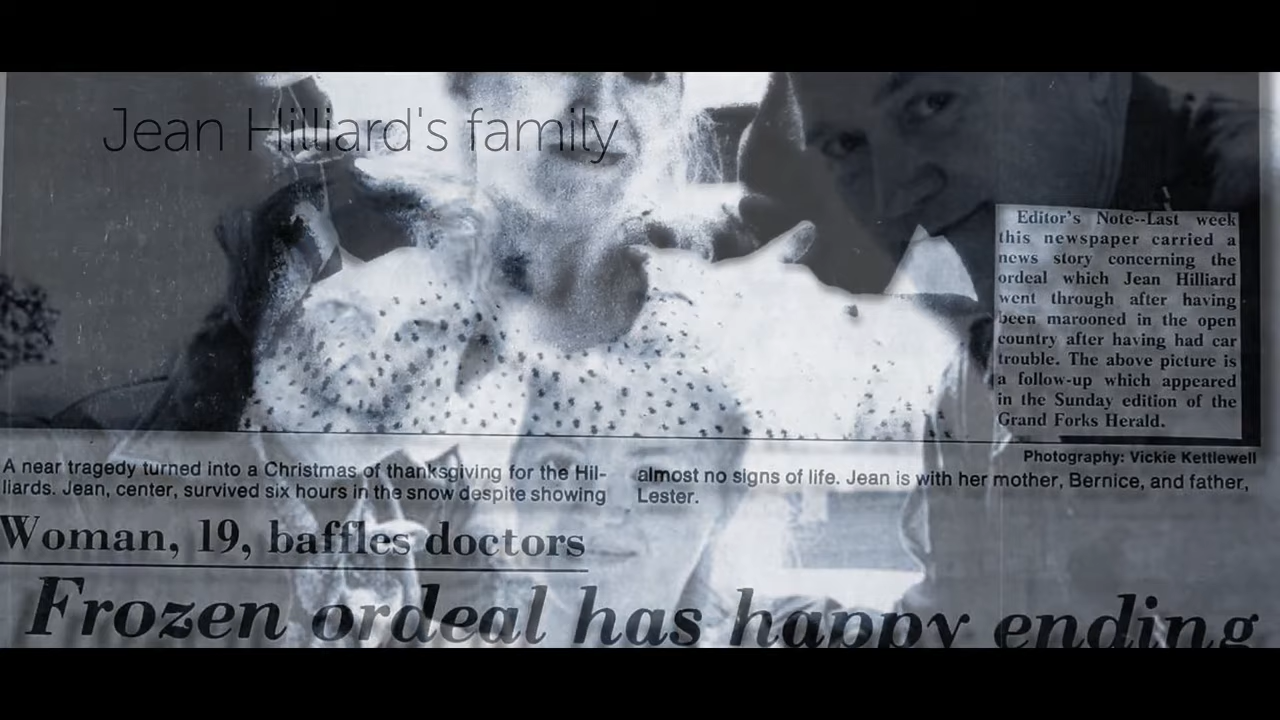 Jean Hilliard's family
Editor's Note--Last week
this newspaper carried a
news story concerning the
ordeal which Jean Hilliard
went through after having
been marooned in the open
country after having had car
trouble. The above picture is
a follow-up which appeared
in the Sunday edition of the
Grand Forks Herald.
Photography: Vickie Kettlewell
A near tragedy turned into a Christmas of thanksgiving for the Hil-
liards. Jean, center, survived six hours in the snow despite showing
almost no signs of life. Jean is with her mother, Bernice, and father,
Lester.
Woman, 19, baffles doctors
Frozen ordeal has happy ending